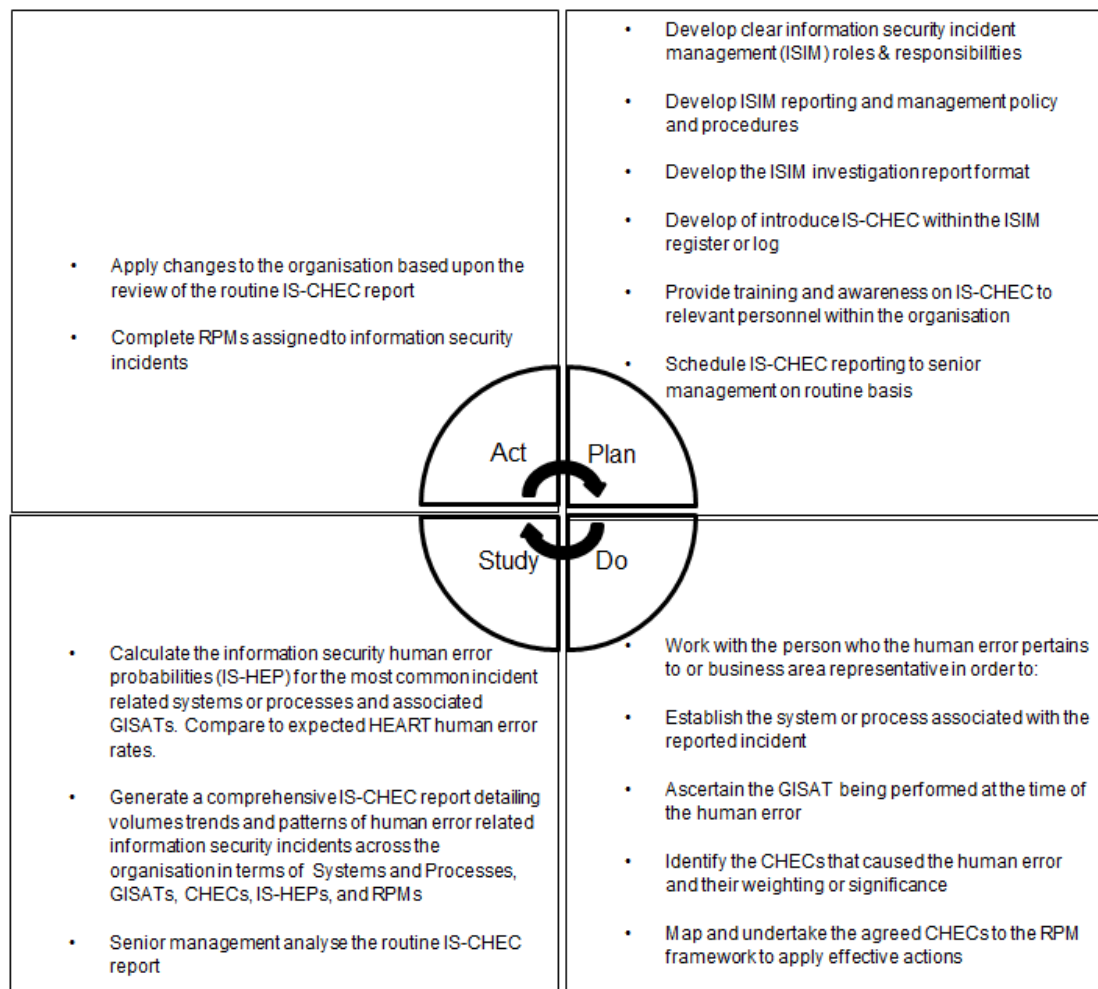 • Develop clear information security incident
management (ISIM) roles & responsibilities
• Develop ISIM reporting and management policy
and procedures
• Develop the ISIM investigation report format
• Develop of introduce IS-CHEC within the ISIM
register or log
• Provide training and awareness on IS-CHEC to
relevant personnel within the organisation
• Schedule IS-CHEC reporting to senior
management on routine basis
• Apply changes to the organisation based upon the
review of the routine IS-CHEC report
• Complete RPMs assigned to information security
incidents
Act
Plan
Study
Do
• Calculate the information security human error
probabilities (IS-HEP) for the most common incident
related systems or processes and associated
GISATs. Compare to expected HEART human error
rates.
• Generate a comprehensive IS-CHEC report detailing
volumes trends and patterns of human error related
information security incidents across the
organisation in terms of Systems and Processes,
GISATs, CHECs, IS-HEPs, and RPMs
• Senior management analyse the routine IS-CHEC
report
• Work with the person who the human error pertains
to or business area representative in order to:
• Establish the system or process associated with the
reported incident
• Ascertain the GISAT being performed at the time of
the human error
• Identify the CHECs that caused the human error
and their weighting or significance
• Map and undertake the agreed CHECs to the RPM
framework to apply effective actions